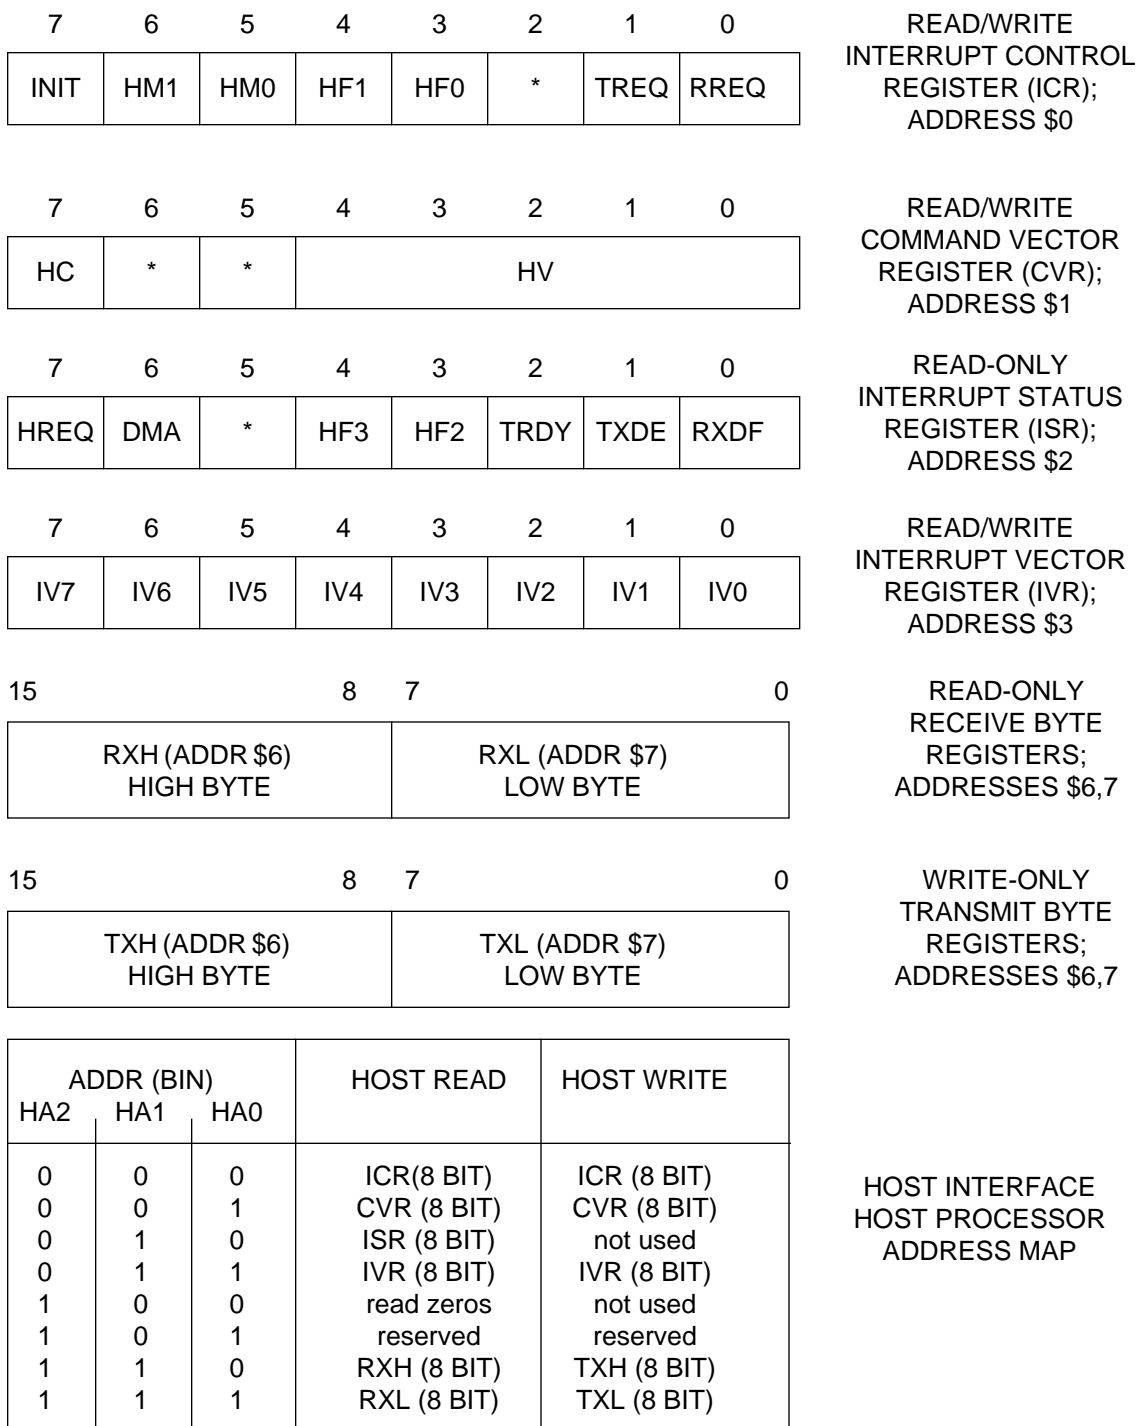 7 6 5 4 3 2 1 0
INIT HM1 HM0 HF1 HF0 * TREQ RREQ
READ/WRITE
INTERRUPT CONTROL
REGISTER (ICR);
ADDRESS $0
7 6 5 4 3 2 1 0
HC * * HV
READ/WRITE
COMMAND VECTOR
REGISTER (CVR);
ADDRESS $1
7 6 5 4 3 2 1 0
HREQ DMA * HF3 HF2 TRDY TXDE RXDF
READ-ONLY
INTERRUPT STATUS
REGISTER (ISR);
ADDRESS $2
7 6 5 4 3 2 1 0
IV7 IV6 IV5 IV4 IV3 IV2 IV1 IV0
READ/WRITE
INTERRUPT VECTOR
REGISTER (IVR);
ADDRESS $3
15 8 7 0
RXH (ADDR $6) RXL (ADDR $7)
HIGH BYTE LOW BYTE
READ-ONLY
RECEIVE BYTE
REGISTERS;
ADDRESSES $6,7
15 8 7 0
TXH (ADDR $6) TXL (ADDR $7)
HIGH BYTE LOW BYTE
WRITE-ONLY
TRANSMIT BYTE
REGISTERS;
ADDRESSES $6,7
ADDR (BIN) HOST READ HOST WRITE
HA2 HA1 HA0
0 0 0 ICR(8 BIT) ICR (8 BIT)
0 0 1 CVR (8 BIT) CVR (8 BIT)
0 1 0 ISR (8 BIT) not used
0 1 1 IVR (8 BIT) IVR (8 BIT)
1 0 0 read zeros not used
1 0 1 reserved reserved
1 1 0 RXH (8 BIT) TXH (8 BIT)
1 1 1 RXL (8 BIT) TXL (8 BIT)
HOST INTERFACE
HOST PROCESSOR
ADDRESS MAP